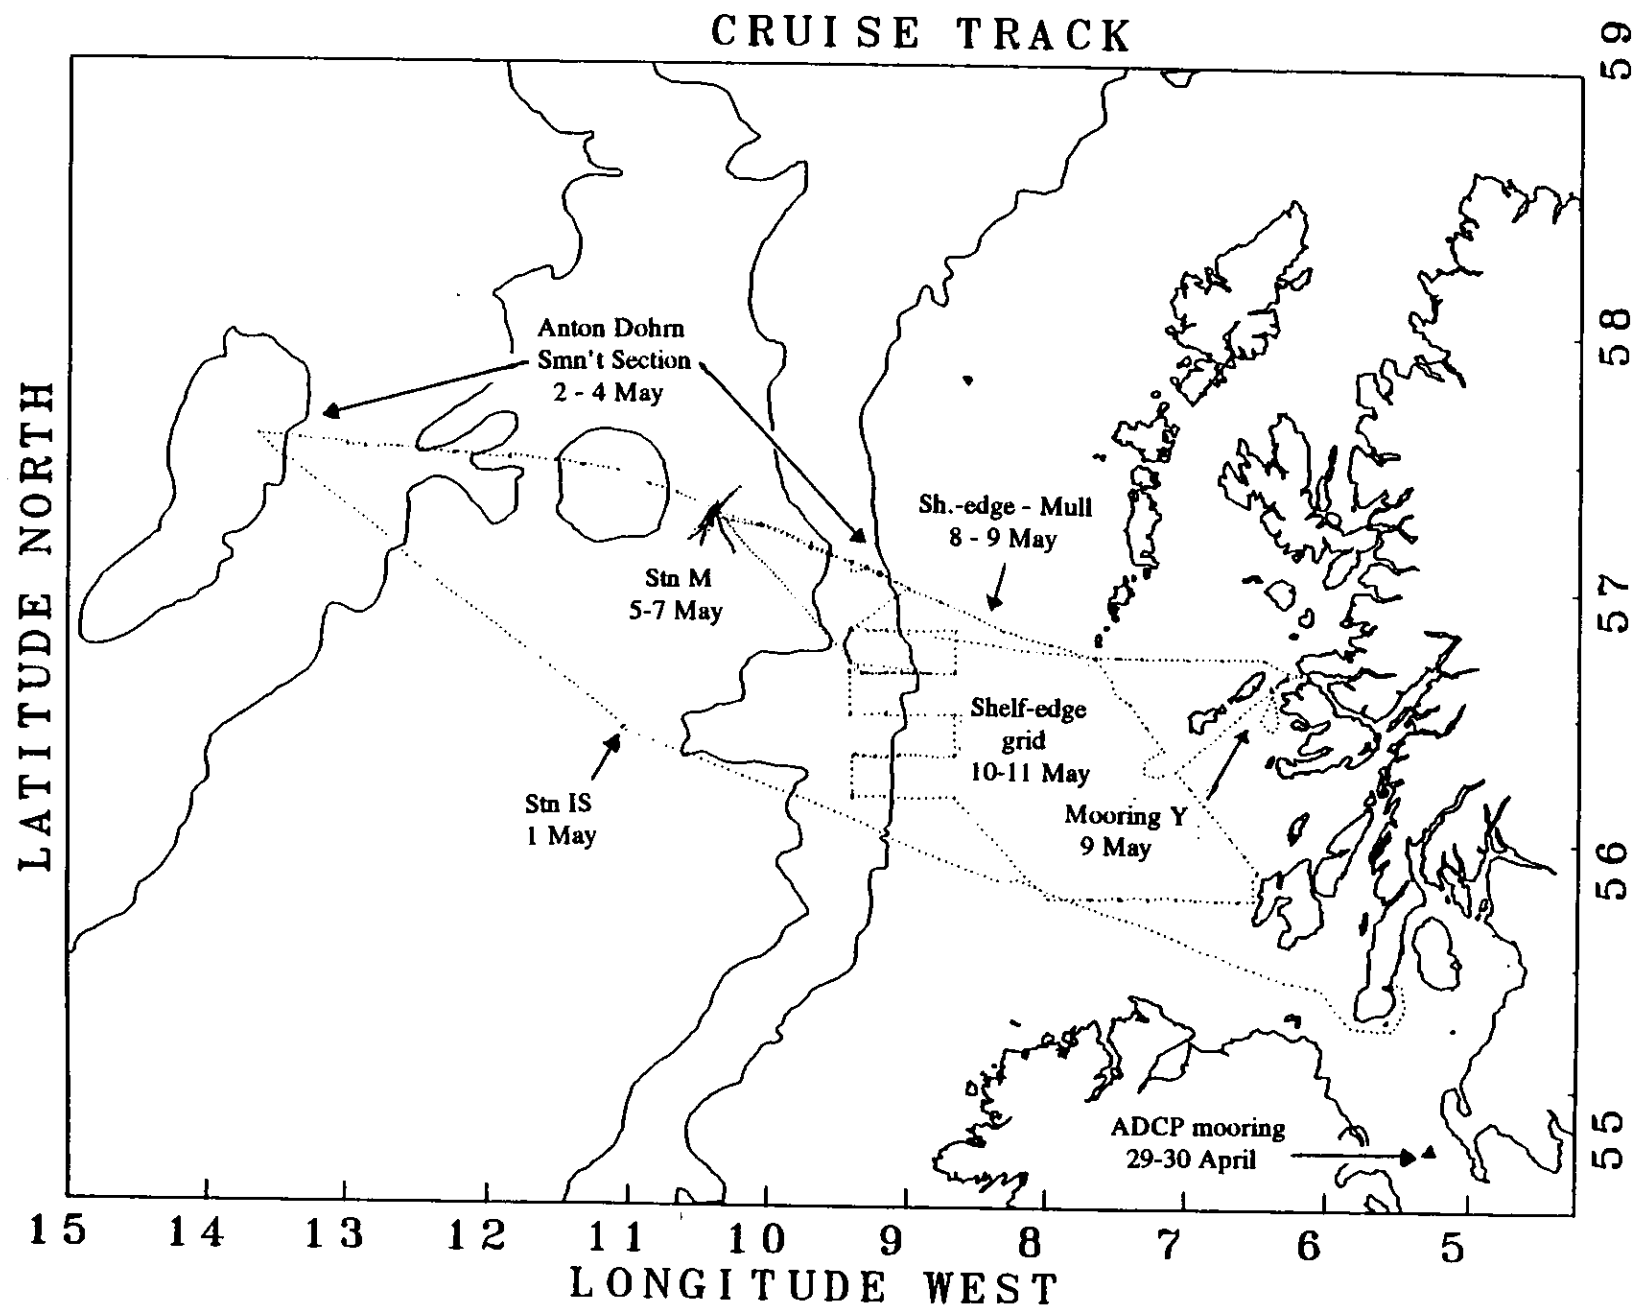 CRUISE TRACK
59
Anton Dohrn
Smn't Section
2 - 4 May
58
Sh.-edge - Mull
8 - 9 May
Stn M
5-7 May
57
LATITUDE NORTH
Shelf-edge
grid
10-11 May
Stn IS
1 May
Mooring Y
9 May
56
ADCP mooring
29-30 April
55
15 14 13 12 11 10 9 8 7 6 5
LONGITUDE WEST